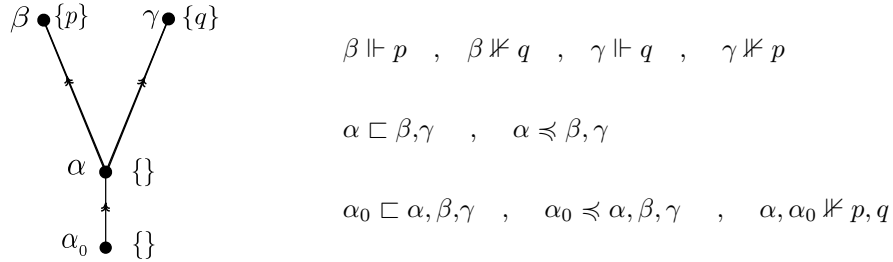 β {p} γ {q} β ⊩ p , β ⊮ q , γ ⊩ q , γ ⊮ p
α ⊏ β,γ , α ≼ β, γ
α {}
α₀ ⊏ α, β,γ , α₀ ≼ α, β, γ , α, α₀ ⊮ p, q
α₀ {}